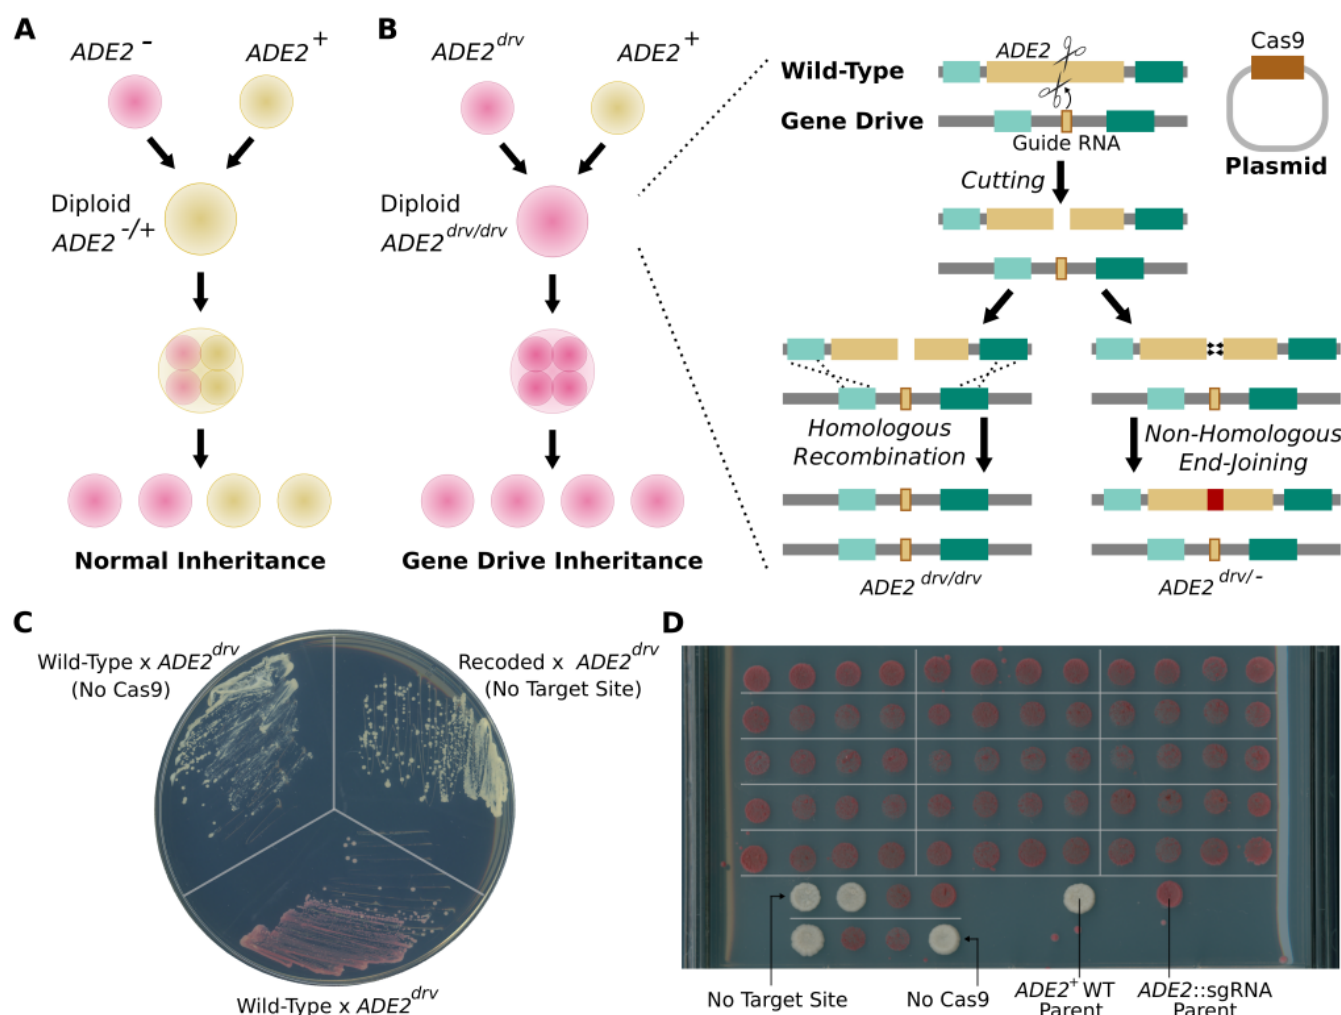 A
ADE2 -
ADE2 +
Diploid
ADE2 -/+
Normal Inheritance
B
ADE2 drv
ADE2 +
Diploid
ADE2 drv/drv
Gene Drive Inheritance
Wild-Type
ADE2
Gene Drive
Guide RNA
Cas9
Plasmid
Cutting
Homologous
Recombination
Non-Homologous
End-Joining
ADE2 drv/drv
ADE2 drv/-
C
Wild-Type x ADE2 drv
(No Cas9)
Recoded x ADE2 drv
(No Target Site)
Wild-Type x ADE2 drv
D
No Target Site
No Cas9
ADE2+ WT
Parent
ADE2::sgRNA
Parent